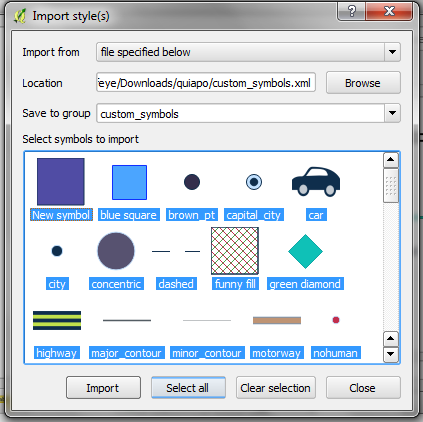 Import style(s)
Import from file specified below
Location feye/Downloads/quiapo/custom_symbols.xml Browse
Save to group custom_symbols
Select symbols to import
New symbol blue square brown_pt capital_city car
city concentric dashed funny fill green diamond
highway major_contour minor_contour motorway nohuman
Import Select all Clear selection Close